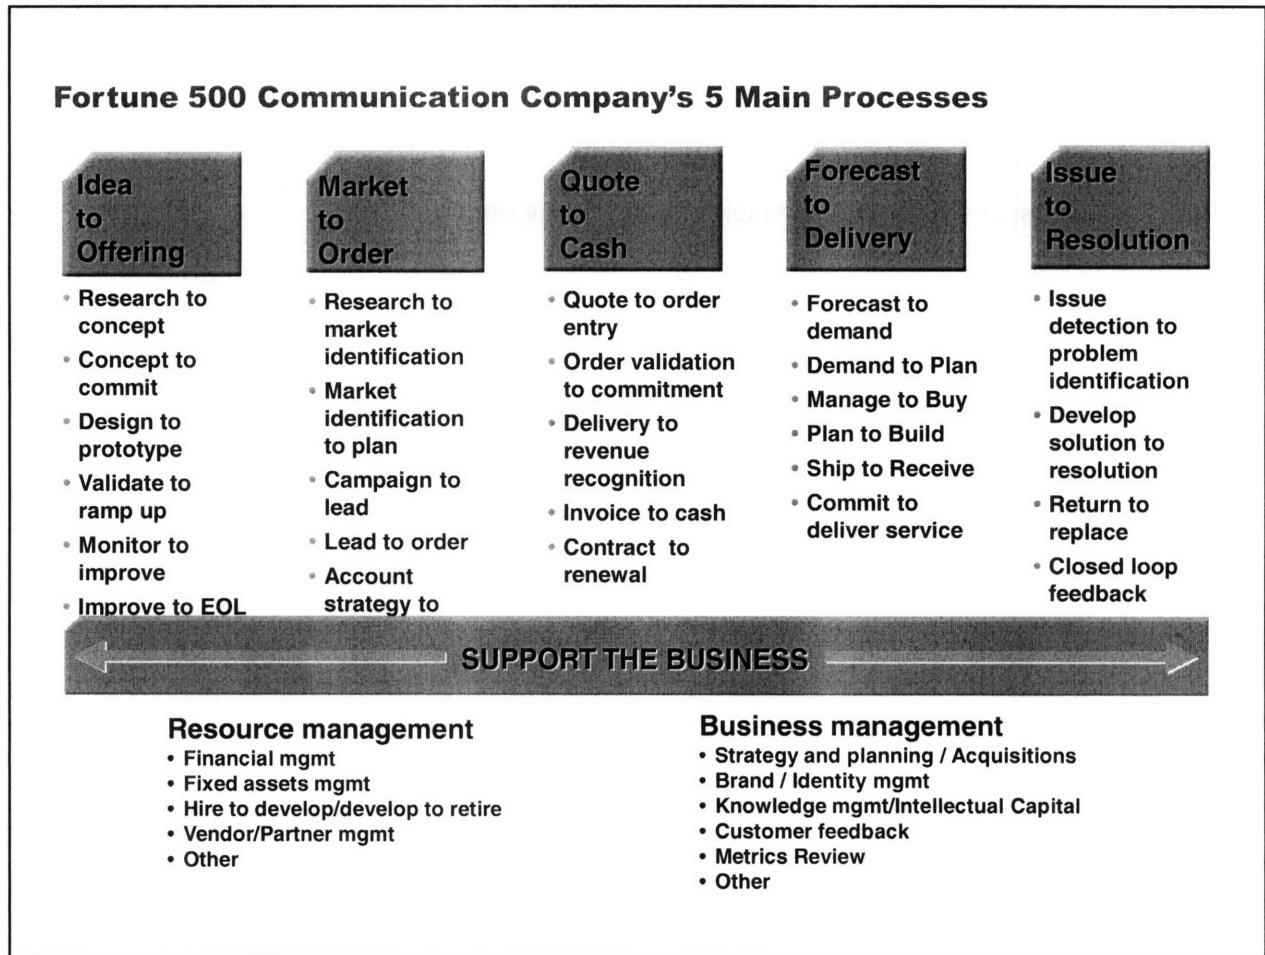 Fortune 500 Communication Company's 5 Main Processes
Idea
to
Offering
• Research to
concept
• Concept to
commit
• Design to
prototype
• Validate to
ramp up
• Monitor to
improve
• Improve to EOL
Market
to
Order
• Research to
market
identification
• Market
identification
to plan
• Campaign to
lead
• Lead to order
• Account
strategy to
Quote
to
Cash
• Quote to order
entry
• Order validation
to commitment
• Delivery to
revenue
recognition
• Invoice to cash
• Contract to
renewal
Forecast
to
Delivery
• Forecast to
demand
• Demand to Plan
• Manage to Buy
• Plan to Build
• Ship to Receive
• Commit to
deliver service
Issue
to
Resolution
• Issue
detection to
problem
identification
• Develop
solution to
resolution
• Return to
replace
• Closed loop
feedback
SUPPORT THE BUSINESS
Resource management
• Financial mgmt
• Fixed assets mgmt
• Hire to develop/develop to retire
• Vendor/Partner mgmt
• Other
Business management
• Strategy and planning / Acquisitions
• Brand / Identity mgmt
• Knowledge mgmt/Intellectual Capital
• Customer feedback
• Metrics Review
• Other